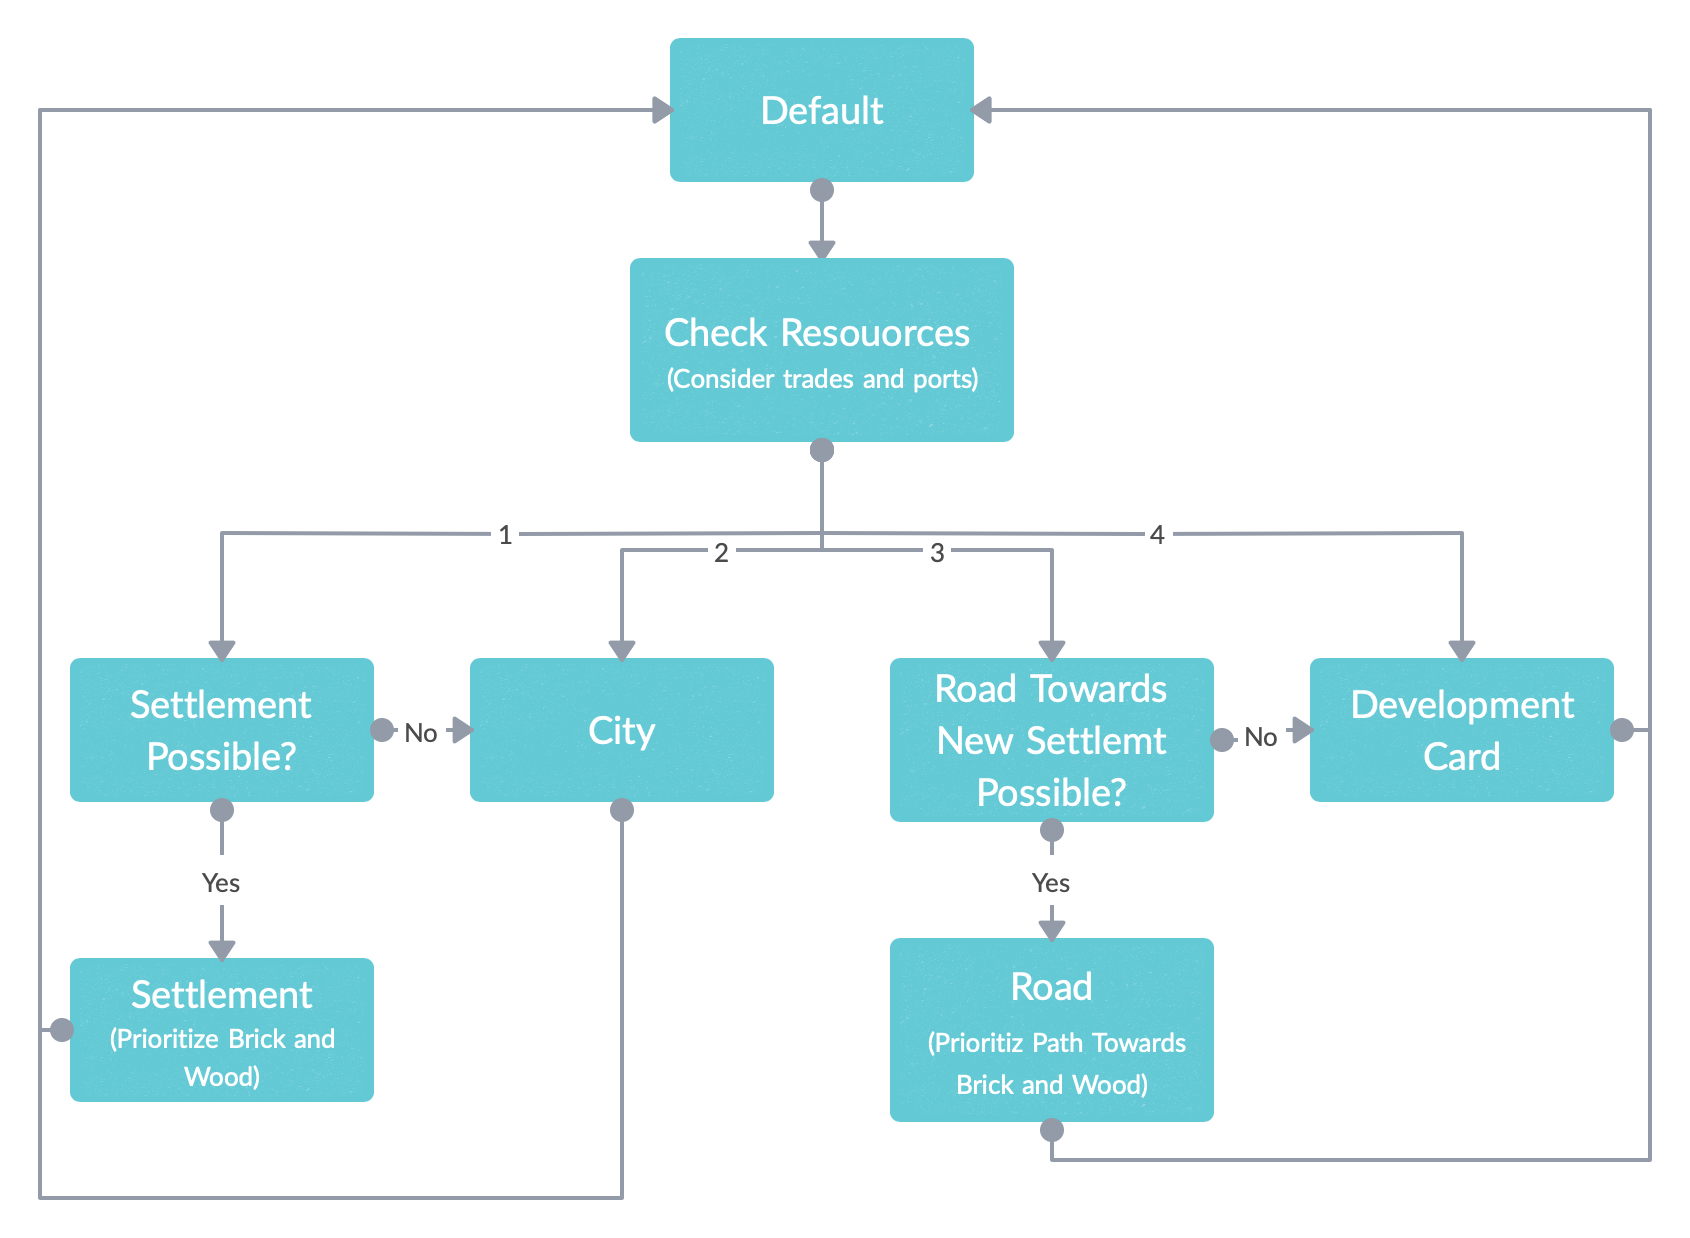 Default
Check Resouorces
(Consider trades and ports)
1
4
2
3
Settlement
Possible?
No
City
Road Towards
New Settlemt
Possible?
No
Development
Card
Yes
Yes
Settlement
(Prioritize Brick and
Wood)
Road
(Prioritiz Path Towards
Brick and Wood)